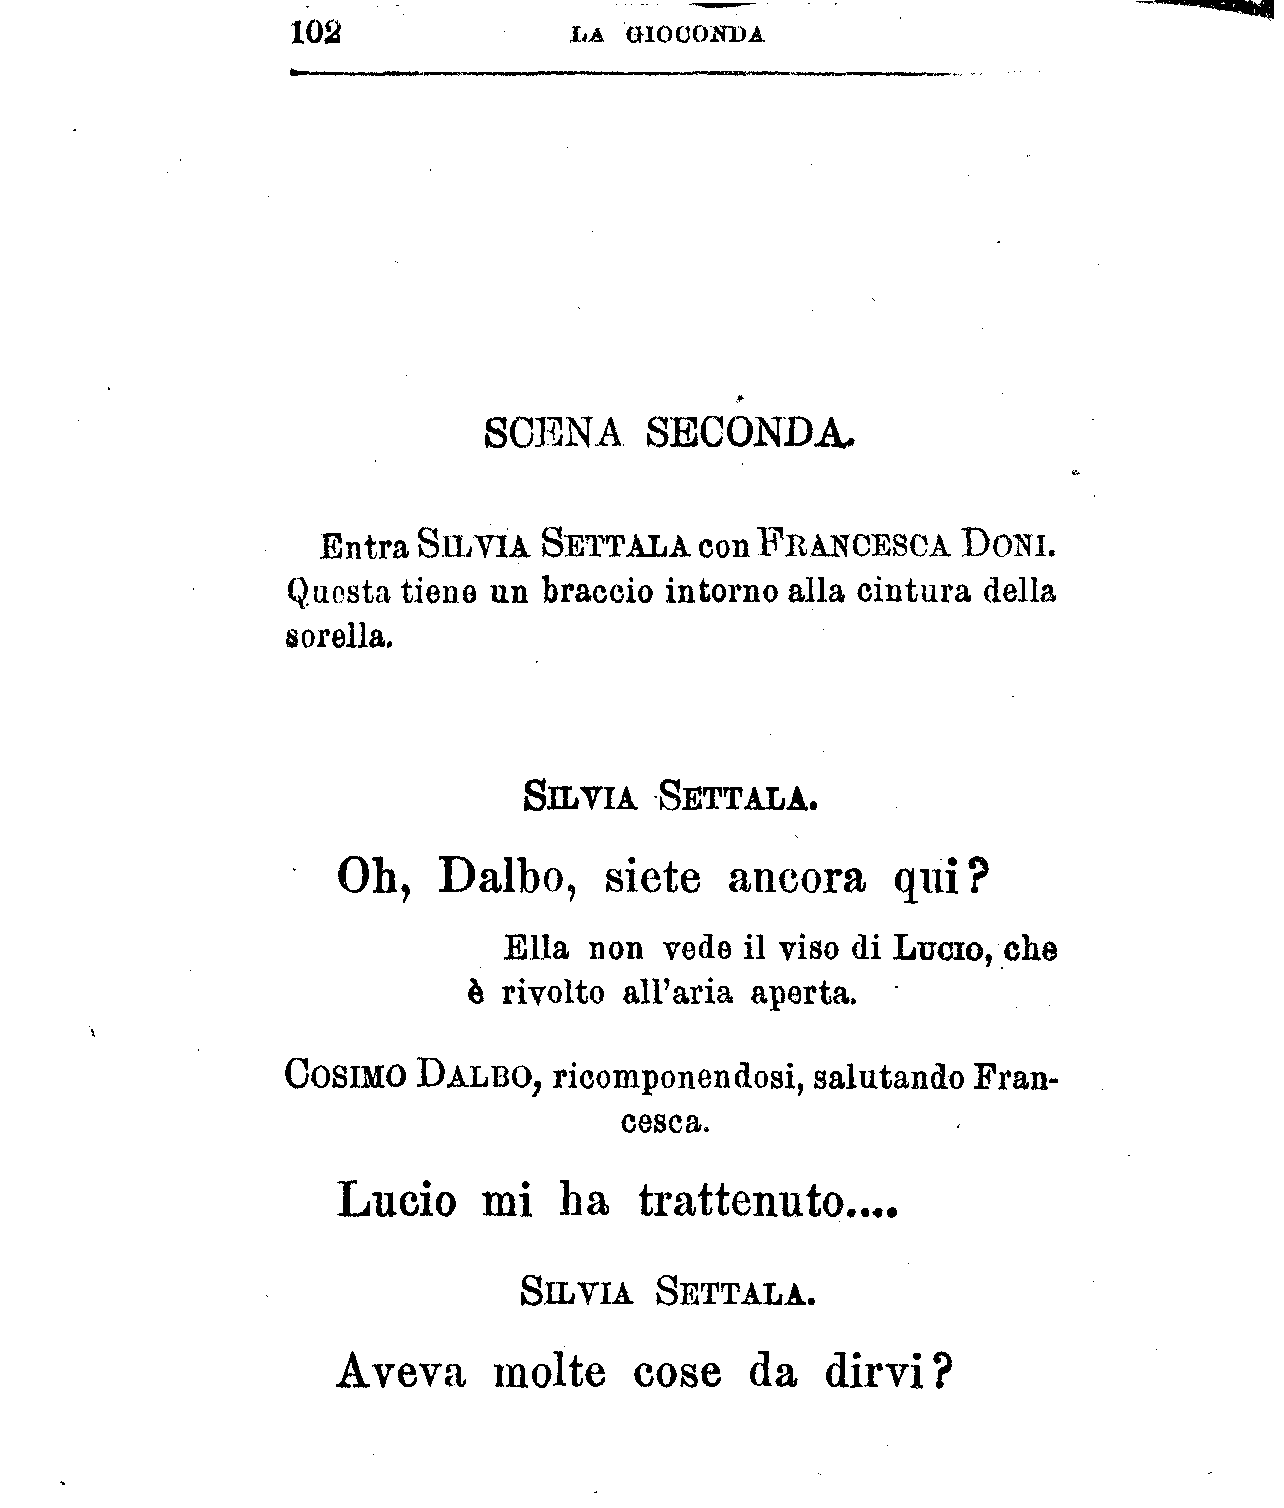 102 LA GIOCONDA
SCENA SECONDA.
Entra SILVIA SETTALA con FRANCESCA DONI.
Questa tiene un braccio intorno alla cintura della
sorella.
SILVIA SETTALA.
Oh, Dalbo, siete ancora qui?
Ella non vede il viso di LUCIO, che
è rivolto all'aria aperta.
COSIMO DALBO, ricomponendosi, salutando Fran-
cesca.
Lucio mi ha trattenuto....
SILVIA SETTALA.
Aveva molte cose da dirvi?